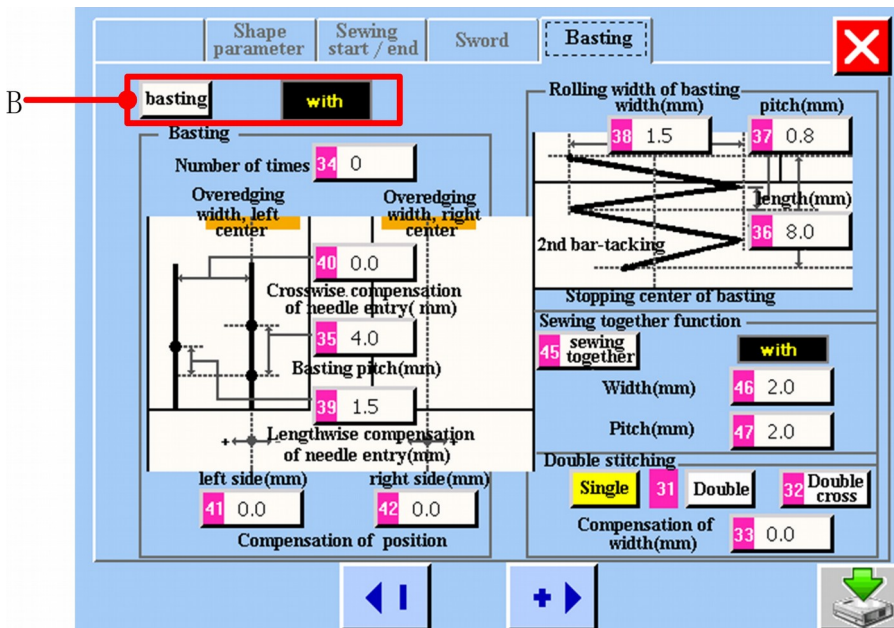 Shape
parameter
Sewing
start / end
Sword
Basting
B
basting
with
Basting
Number of times 34 0
Overedging
width, left
center
Overedging
width, right
center
40 0.0
Crosswise compensation
of needle entry( mm)
35 4.0
Basting pitch(mm)
39 1.5
Lengthwise compensation
of needle entry(mm)
left side(mm)
right side(mm)
41 0.0
42 0.0
Compensation of position
Rolling width of basting
width(mm)
pitch(mm)
38 1.5
37 0.8
length(mm)
36 8.0
2nd bar-tacking
Stopping center of basting
Sewing together function
45 sewing
together
with
Width(mm) 46 2.0
Pitch(mm) 47 2.0
Double stitching
Single
31 Double
32 Double
cross
Compensation of
width(mm)
33 0.0